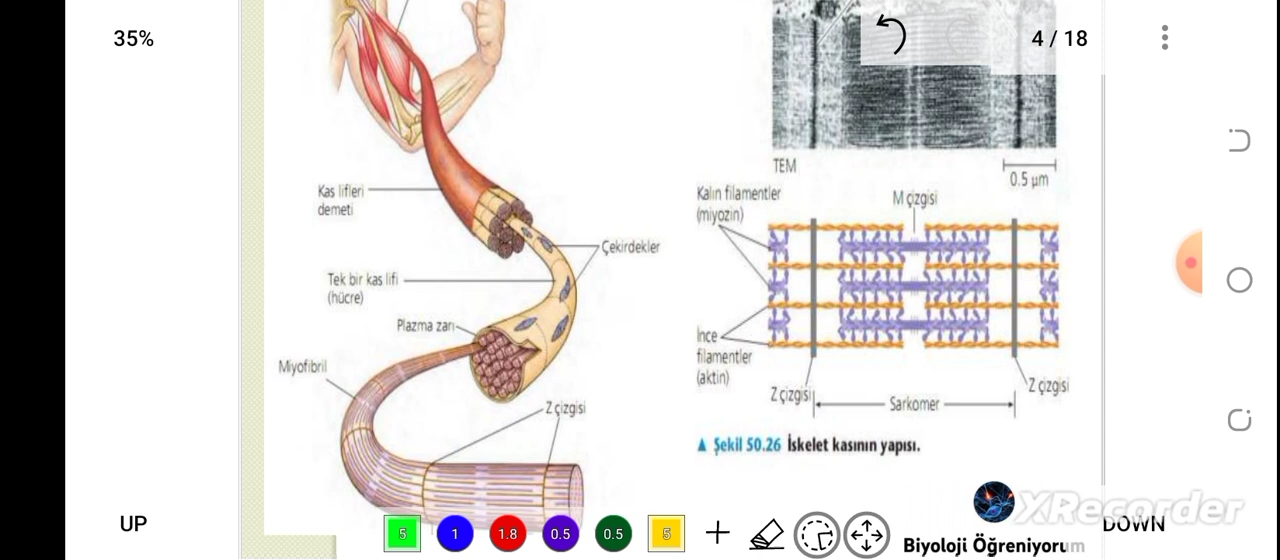 35%
4 / 18
TEM
0.5 µm
Kas lifleri
demeti
Çekirdekler
Tek bir kas lifi
(hücre)
Plazma zarı
Miyofibril
Z çizgisi
Kalın filamentler
(miyozin)
M çizgisi
İnce
filamentler
(aktin)
Z çizgisi
Z çizgisi
Sarkomer
▲ Şekil 50.26 İskelet kasının yapısı.
UP
5
1
1.8
0.5
0.5
5
XRecorder
DOWN
Biyoloji Öğreniyorum